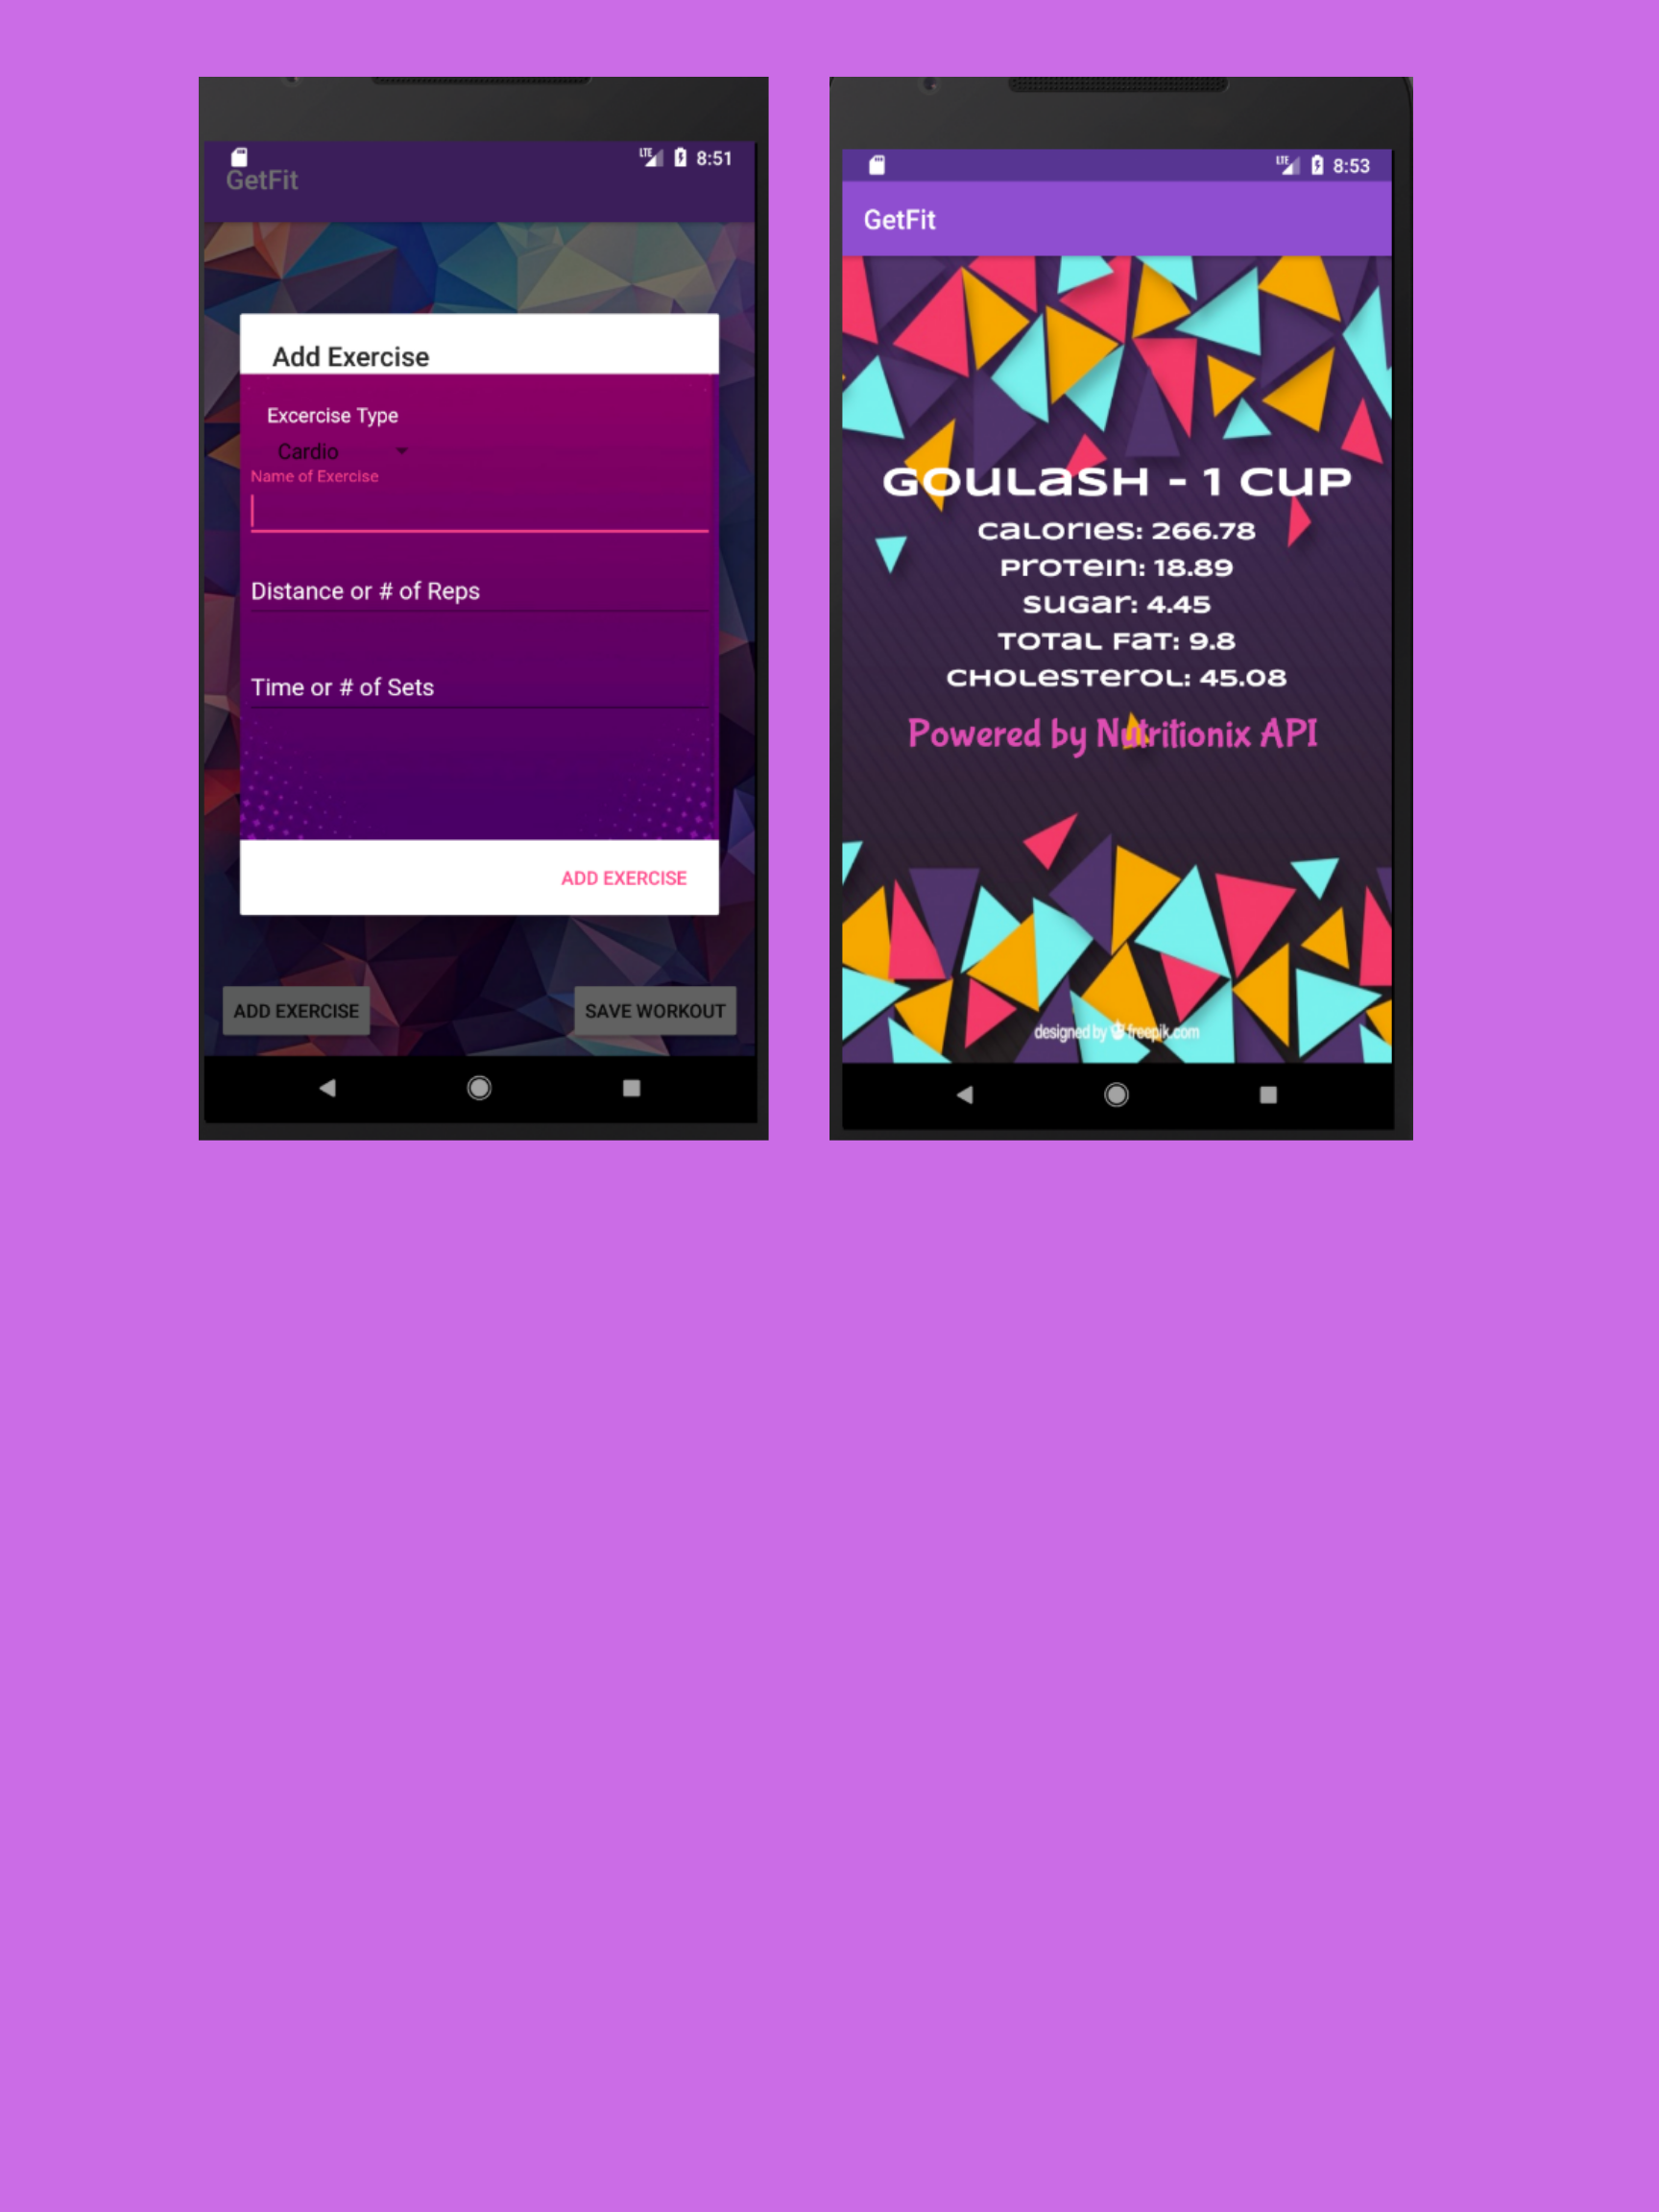 LTE 8:51
GetFit
Add Exercise
Excercise Type
Cardio
Name of Exercise
Distance or # of Reps
Time or # of Sets
ADD EXERCISE
ADD EXERCISE
SAVE WORKOUT
LTE 8:53
GetFit
Goulash - 1 cup
Calories: 266.78
Protein: 18.89
Sugar: 4.45
Total Fat: 9.8
Cholesterol: 45.08
Powered by Nutritionix API
designed by freepik.com